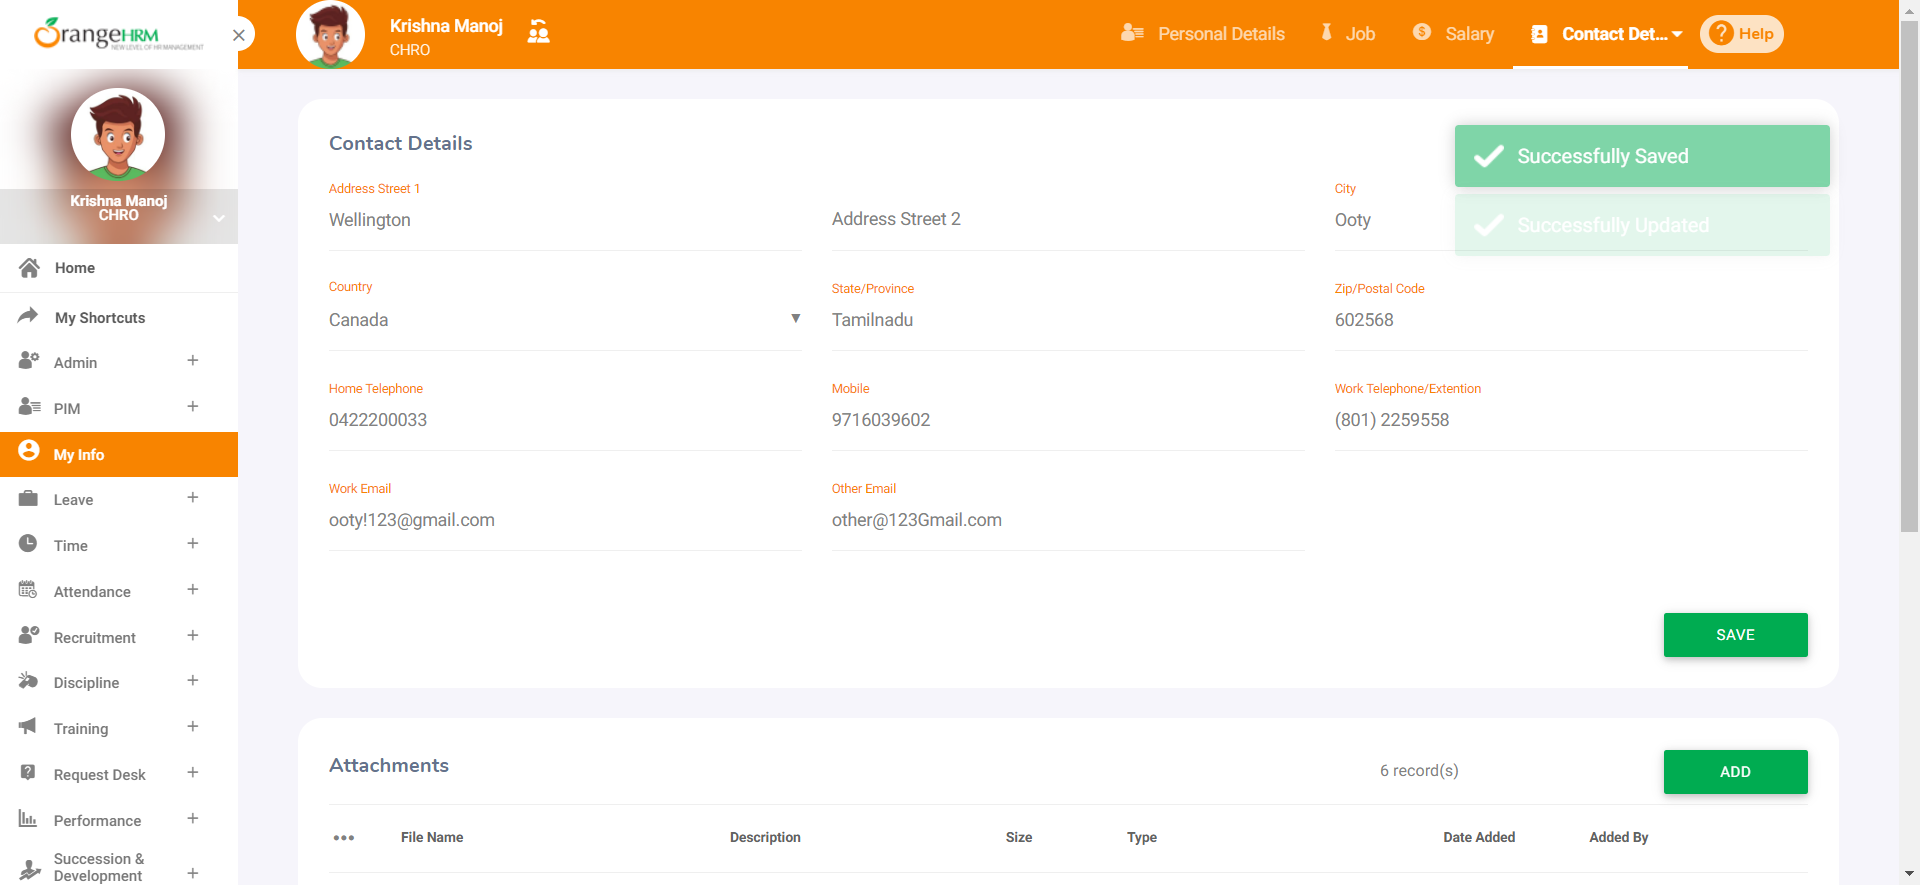 OrangeHRM
NEW LEVEL OF HR MANAGEMENT
Krishna Manoj
CHRO
Personal Details
Job
Salary
Contact Det...
Help
Krishna Manoj
CHRO
Home
My Shortcuts
Admin
PIM
My Info
Leave
Time
Attendance
Recruitment
Discipline
Training
Request Desk
Performance
Succession &
Development
Contact Details
Successfully Saved
Successfully Updated
Address Street 1
Wellington
Address Street 2
City
Ooty
Country
Canada
State/Province
Tamilnadu
Zip/Postal Code
602568
Home Telephone
0422200033
Mobile
9716039602
Work Telephone/Extention
(801) 2259558
Work Email
ooty!123@gmail.com
Other Email
other@123Gmail.com
SAVE
Attachments
6 record(s)
ADD
File Name
Description
Size
Type
Date Added
Added By